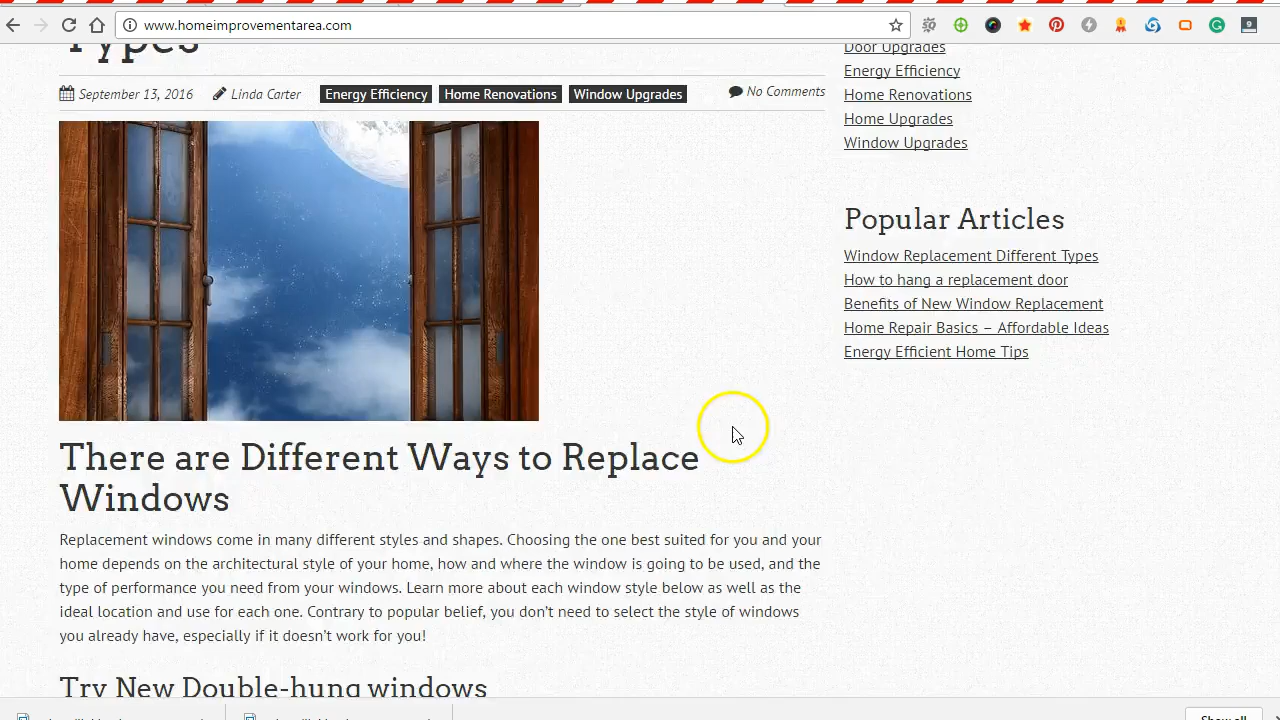 www.homeimprovementarea.com
Types
September 13, 2016 Linda Carter Energy Efficiency Home Renovations Window Upgrades No Comments
There are Different Ways to Replace
Windows
Replacement windows come in many different styles and shapes. Choosing the one best suited for you and your
home depends on the architectural style of your home, how and where the window is going to be used, and the
type of performance you need from your windows. Learn more about each window style below as well as the
ideal location and use for each one. Contrary to popular belief, you don’t need to select the style of windows
you already have, especially if it doesn’t work for you!
Try New Double-hung windows
Door Upgrades
Energy Efficiency
Home Renovations
Home Upgrades
Window Upgrades
Popular Articles
Window Replacement Different Types
How to hang a replacement door
Benefits of New Window Replacement
Home Repair Basics – Affordable Ideas
Energy Efficient Home Tips
Show all